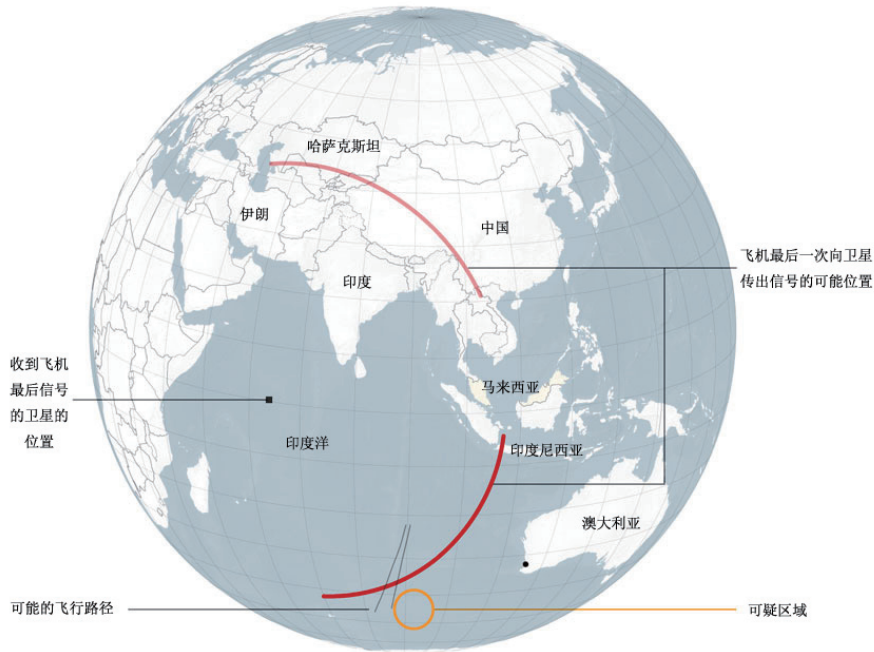 哈萨克斯坦
伊朗
中国
印度
飞机最后一次向卫星
传出信号的可能位置
收到飞机
最后信号
的卫星的
位置
马来西亚
印度洋
印度尼西亚
澳大利亚
可能的飞行路径
可疑区域